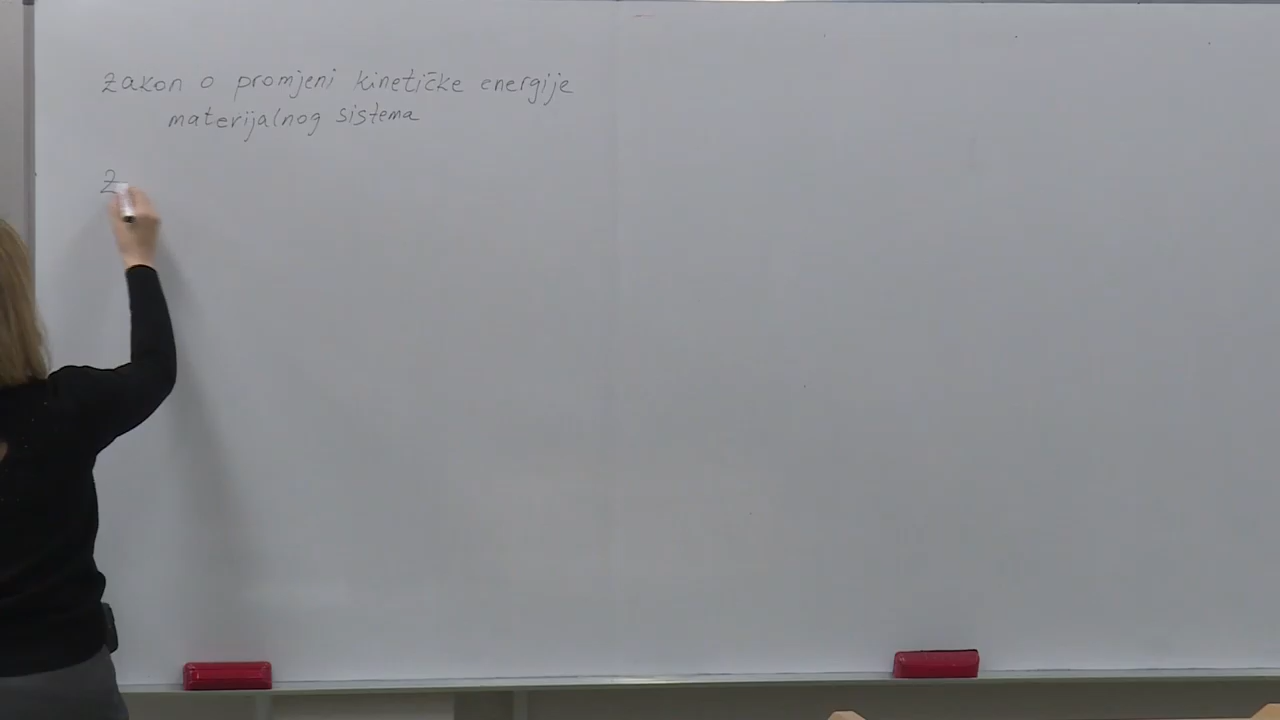 Zakon o promjeni kinetičke energije
materijalnog sistema
Z